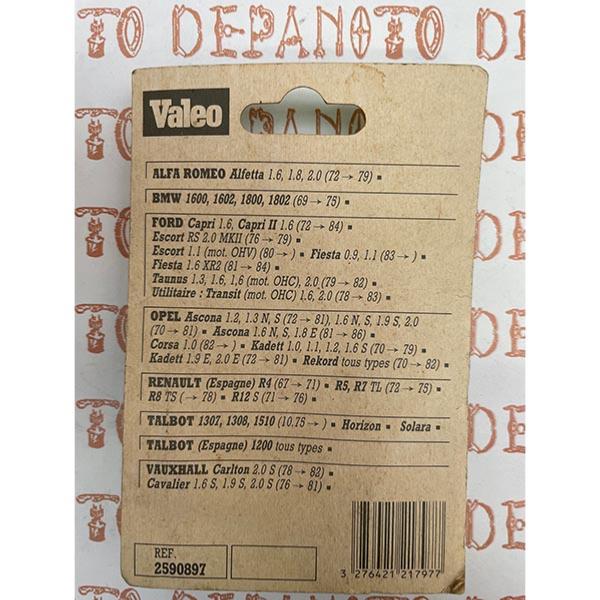 TO DEPANOTO DE
TO
Valeo
ALFA ROMEO Alfetta 1.6, 1.8, 2.0 (72 → 79) ▪
BMW 1600, 1602, 1800, 1802 (69 → 75) ▪
FORD Capri 1.6, Capri II 1.6 (72 → 84) ▪
Escort RS 2.0 MKII (76 → 79) ▪
Escort 1.1 (mot. OHV) (80 → ) ▪ Fiesta 0.9, 1.1 (83 → ) ▪
Fiesta 1.6 XR2 (81 → 84) ▪
Taunus 1.3, 1.6, 1,6 (mot. OHC), 2.0 (79 → 82) ▪
Utilitaire : Transit (mot. OHC) 1.6, 2.0 (78 → 83) ▪
OPEL Ascona 1.2, 1.3 N, S (72 → 81), 1.6 N, S, 1.9 S, 2.0
(70 → 81) ▪ Ascona 1.6 N, S, 1.8 E (81 → 86) ▪
Corsa 1.0 (82 → ) ▪ Kadett 1.0, 1.1, 1.2, 1.6 S (70 → 79) ▪
Kadett 1.9 E, 2.0 E (72 → 81) ▪ Rekord tous types (70 → 82) ▪
RENAULT (Espagne) R4 (67 → 71) ▪ R5, R7 TL (72 → 75) ▪
R8 TS ( → 78) ▪ R12 S (71 → 76) ▪
TALBOT 1307, 1308, 1510 (10.75 → ) ▪ Horizon ▪ Solara ▪
TALBOT (Espagne) 1200 tous types ▪
VAUXHALL Carlton 2.0 S (78 → 82) ▪
Cavalier 1.6 S, 1.9 S, 2.0 S (76 → 81) ▪
REF.
2590897
3 276421 217977